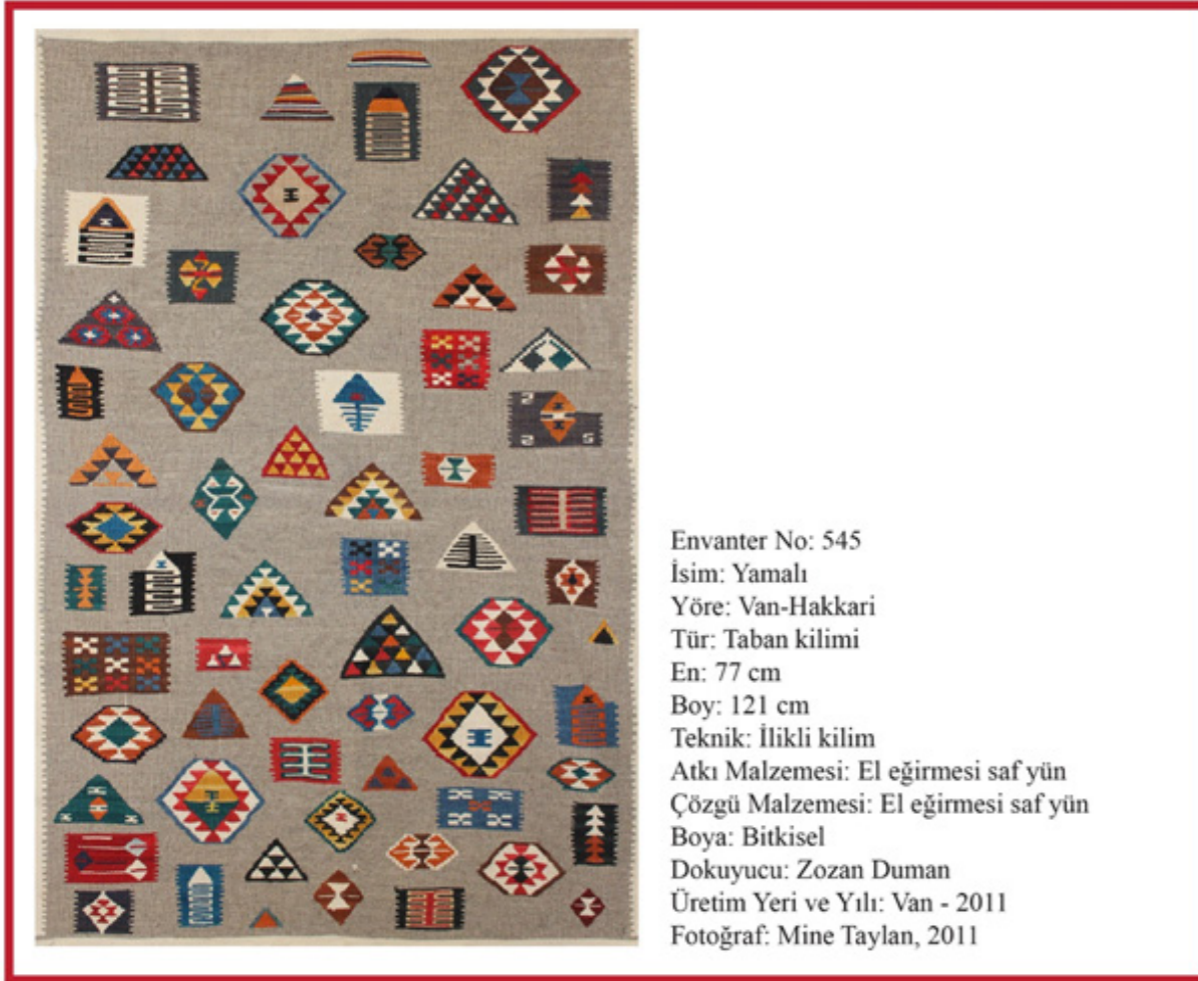 Envanter No: 545
İsim: Yamalı
Yöre: Van-Hakkari
Tür: Taban kilimi
En: 77 cm
Boy: 121 cm
Teknik: İlikli kilim
Atkı Malzemesi: El eğirmesi saf yün
Çözgü Malzemesi: El eğirmesi saf yün
Boya: Bitkisel
Dokuyucu: Zozan Duman
Üretim Yeri ve Yılı: Van - 2011
Fotoğraf: Mine Taylan, 2011